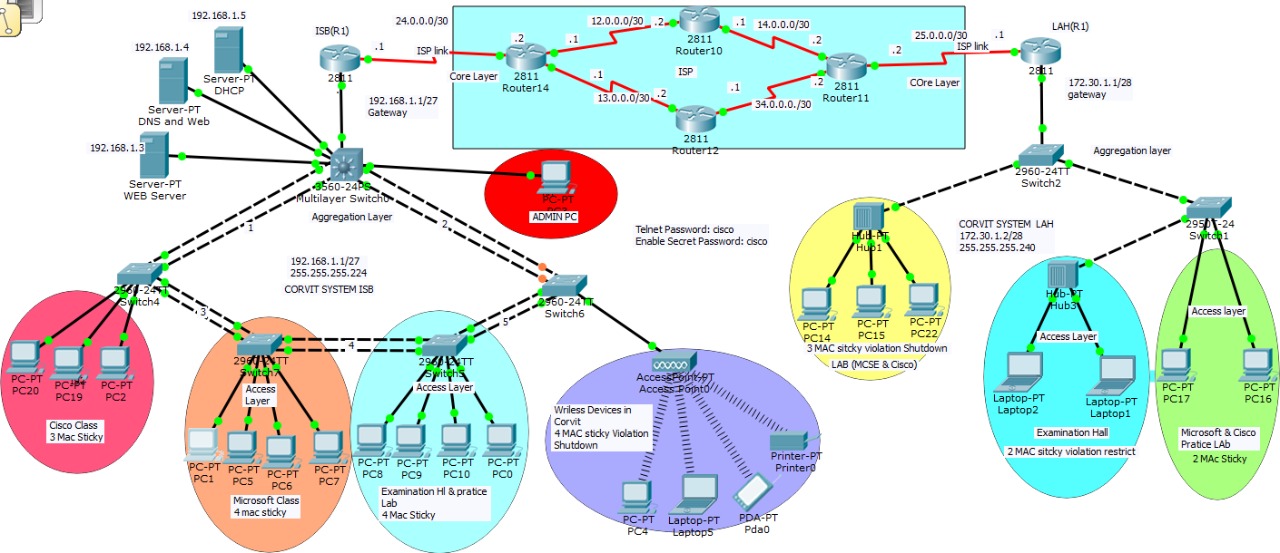 192.168.1.5
192.168.1.4
Server-PT
DHCP
Server-PT
DNS and Web
192.168.1.3
Server-PT
WEB Server
ISB(R1)
.1
2811
24.0.0.0/30
ISP link
192.168.1.1/27
Gateway
Core Layer
.2
2811
Router14
.1
12.0.0.0/30
.2
2811
Router10
.1
14.0.0.0/30
.2
ISP
.1
13.0.0.0/30
.2
2811
Router12
.1
34.0.0.0/30
.2
2811
Router11
.2
COre Layer
25.0.0.0/30
ISP link
.1
LAH(R1)
2811
172.30.1.1/28
gateway
3560-24PS
Multilayer Switch0
Aggregation Layer
PC-PT
ADMIN PC
Telnet Password: cisco
Enable Secret Password: cisco
1
2
192.168.1.1/27
255.255.255.224
CORVIT SYSTEM ISB
2960-24TT
Switch4
3
2960-24TT
Switch7
4
2960-24TT
Switch5
5
2960-24TT
Switch6
PC-PT
PC20
PC-PT
PC19
PC-PT
PC2
Cisco Class
3 Mac Sticky
Access
Layer
PC-PT
PC1
PC-PT
PC5
PC-PT
PC6
PC-PT
PC7
Microsoft Class
4 mac sticky
Access Layer
PC-PT
PC8
PC-PT
PC9
PC-PT
PC10
PC-PT
PC0
Examination Hl & pratice
Lab
4 Mac Sticky
AccessPoint-PT
Access Point0
Wriless Devices in
Corvit
4 MAC sticky Violation
Shutdown
PC-PT
PC4
Laptop-PT
Laptop5
PDA-PT
Pda0
Printer-PT
Printer0
2960-24TT
Switch2
Aggregation layer
Hub-PT
Hub1
PC-PT
PC14
PC-PT
PC15
PC-PT
PC22
3 MAC sitcky violation Shutdown
LAB (MCSE & Cisco)
CORVIT SYSTEM LAH
172.30.1.2/28
255.255.255.240
2950T-24
Switch1
Hub-PT
Hub3
Access Layer
Laptop-PT
Laptop2
Laptop-PT
Laptop1
Examination Hall
2 MAC sitcky violation restrict
Access layer
PC-PT
PC17
PC-PT
PC16
Microsoft & Cisco
Pratice LAb
2 MAc Sticky